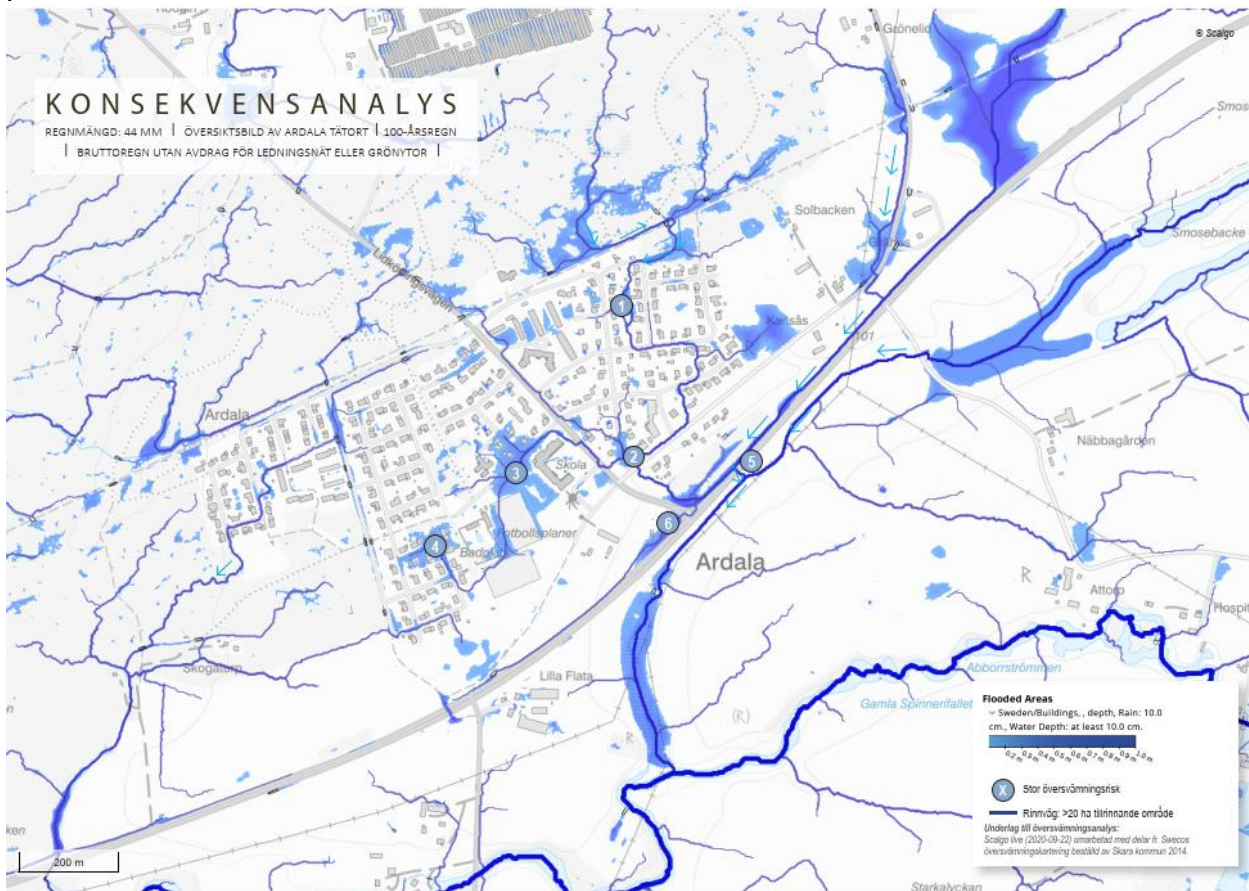 Grönelid
© Scalgo
KONSEKVENSANALYS
REGNMÄNGD: 44 MM | ÖVERSIKTSBILD AV ARDALA TÄTORT | 100-ÅRSREGN
| BRUTTOREGN UTAN AVDRAG FÖR LEDNINGSNÄT ELLER GRÖNYTOR |
Solbacken
Smosebacke
Lidköpingsvägen
1
Karlsås
101
Ardala
Näbbagården
2
5
3
Skola
6
Fotbollsplaner
4
Ardala
R
Attorp
Skogatorp
Abborrströmmen
Lilla Flata
Gamla Spinnerifallet
(R)
R
Flooded Areas
Sweden/Buildings, , depth, Rain: 10.0
cm., Water Depth: at least 10.0 cm.
0.2 m 0.3 m 0.4 m 0.5 m 0.6 m 0.7 m 0.8 m 0.9 m 1.0 m
X Stor översvämningsrisk
Rinnväg: >20 ha tillrinnande område
Underlag till översvämningsanalys:
Scalgo live (2020-09-22) omarbetad med delar fr. Swecos
översvämningskartering beställd av Skara kommun 2014.
200 m
Starkalyckan